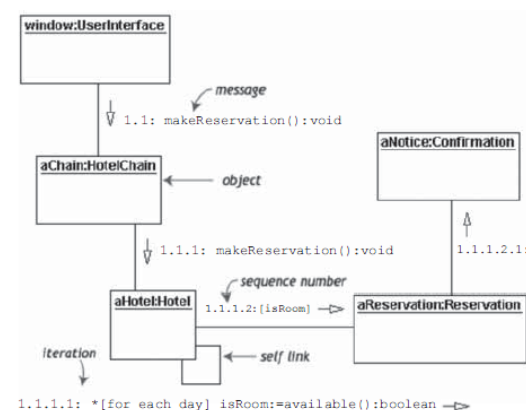 window:UserInterface
message
1.1: makeReservation():void
aChain:HotelChain
object
aNotice:Confirmation
1.1.1: makeReservation():void
1.1.1.2.1:
sequence number
aHotel:Hotel
1.1.1.2:[isRoom]
aReservation:Reservation
iteration
self link
1.1.1.1: *[for each day] isRoom:=available():boolean